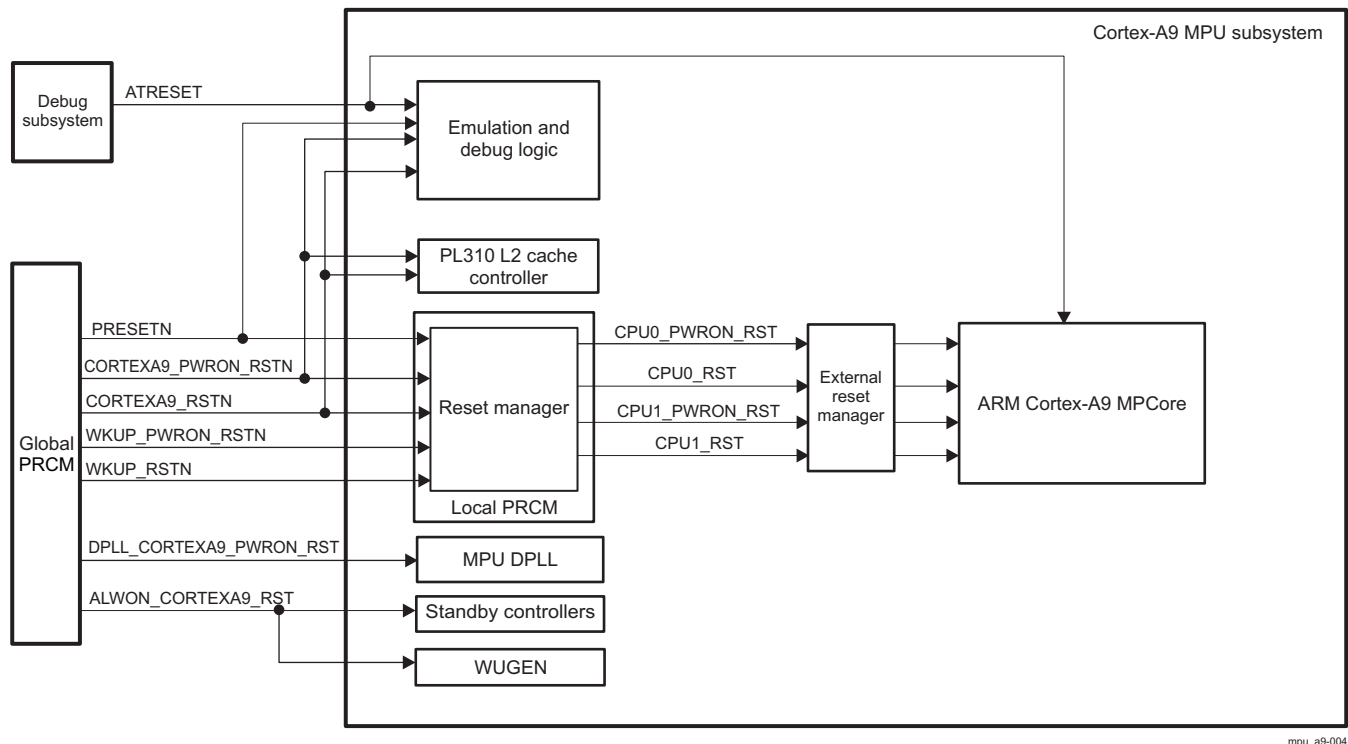 Cortex-A9 MPU subsystem
Debug
subsystem
ATRESET
Emulation and
debug logic
PL310 L2 cache
controller
Global
PRCM
PRESETN
CORTEXA9_PWRON_RSTN
CORTEXA9_RSTN
WKUP_PWRON_RSTN
WKUP_RSTN
DPLL_CORTEXA9_PWRON_RST
ALWON_CORTEXA9_RST
Reset manager
Local PRCM
CPU0_PWRON_RST
CPU0_RST
CPU1_PWRON_RST
CPU1_RST
External
reset
manager
ARM Cortex-A9 MPCore
MPU DPLL
Standby controllers
WUGEN
mpu_a9-004